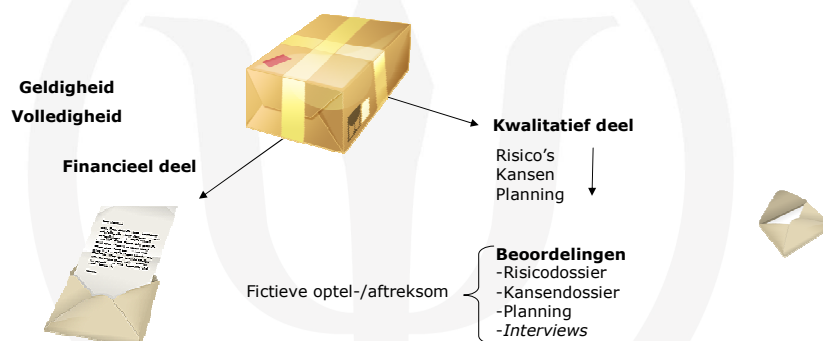 Geldigheid
Volledigheid
Financieel deel
Kwalitatief deel
Risico’s
Kansen
Planning
Fictieve optel-/aftreksom
Beoordelingen
-Risicodossier
-Kansendossier
-Planning
-Interviews